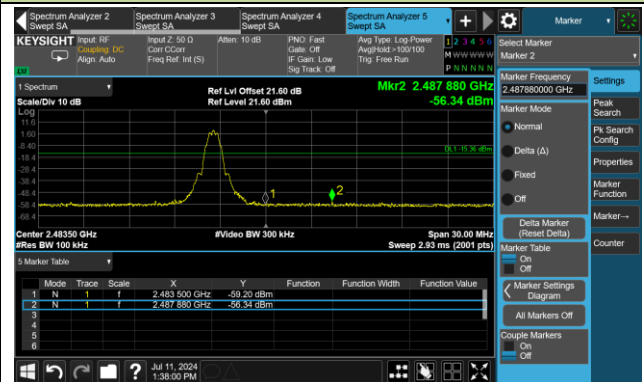 Spectrum Analyzer 2
Swept SA
Spectrum Analyzer 3
Swept SA
Spectrum Analyzer 4
Swept SA
Spectrum Analyzer 5
Swept SA
Marker
KEYSIGHT
Input: RF
Coupling: DC
Align: Auto
Input Z: 50 Ω
Corr CCorr
Freq Ref: Int (S)
Atten: 10 dB
PNO: Fast
Gate: Off
IF Gain: Low
Sig Track: Off
Avg Type: Log-Power
Avg|Hold:>100/100
Trig: Free Run
1 2 3 4 5 6
M W W W W W
P N N N N N
LXI
Select Marker
Marker 2
1 Spectrum
Scale/Div 10 dB
Ref Lvl Offset 21.60 dB
Ref Level 21.60 dBm
Mkr2 2.487 880 GHz
-56.34 dBm
Log
11.6
1.60
-8.40
-18.4
-28.4
-38.4
-48.4
-58.4
-68.4
DL1 -15.36 dBm
1
2
Center 2.48350 GHz
#Res BW 100 kHz
#Video BW 300 kHz
Span 30.00 MHz
Sweep 2.93 ms (2001 pts)
5 Marker Table
Mode Trace Scale X Y Function Function Width Function Value
1 N 1 f 2.483 500 GHz -59.20 dBm
2 N 1 f 2.487 880 GHz -56.34 dBm
3
4
5
6
Marker Frequency
2.487880000 GHz
Marker Mode
Normal
Delta (Δ)
Fixed
Off
Delta Marker
(Reset Delta)
Marker Table
On
Off
Marker Settings
Diagram
All Markers Off
Couple Markers
On
Off
Settings
Peak
Search
Pk Search
Config
Properties
Marker
Function
Marker→
Counter
?
Jul 11, 2024
1:38:00 PM